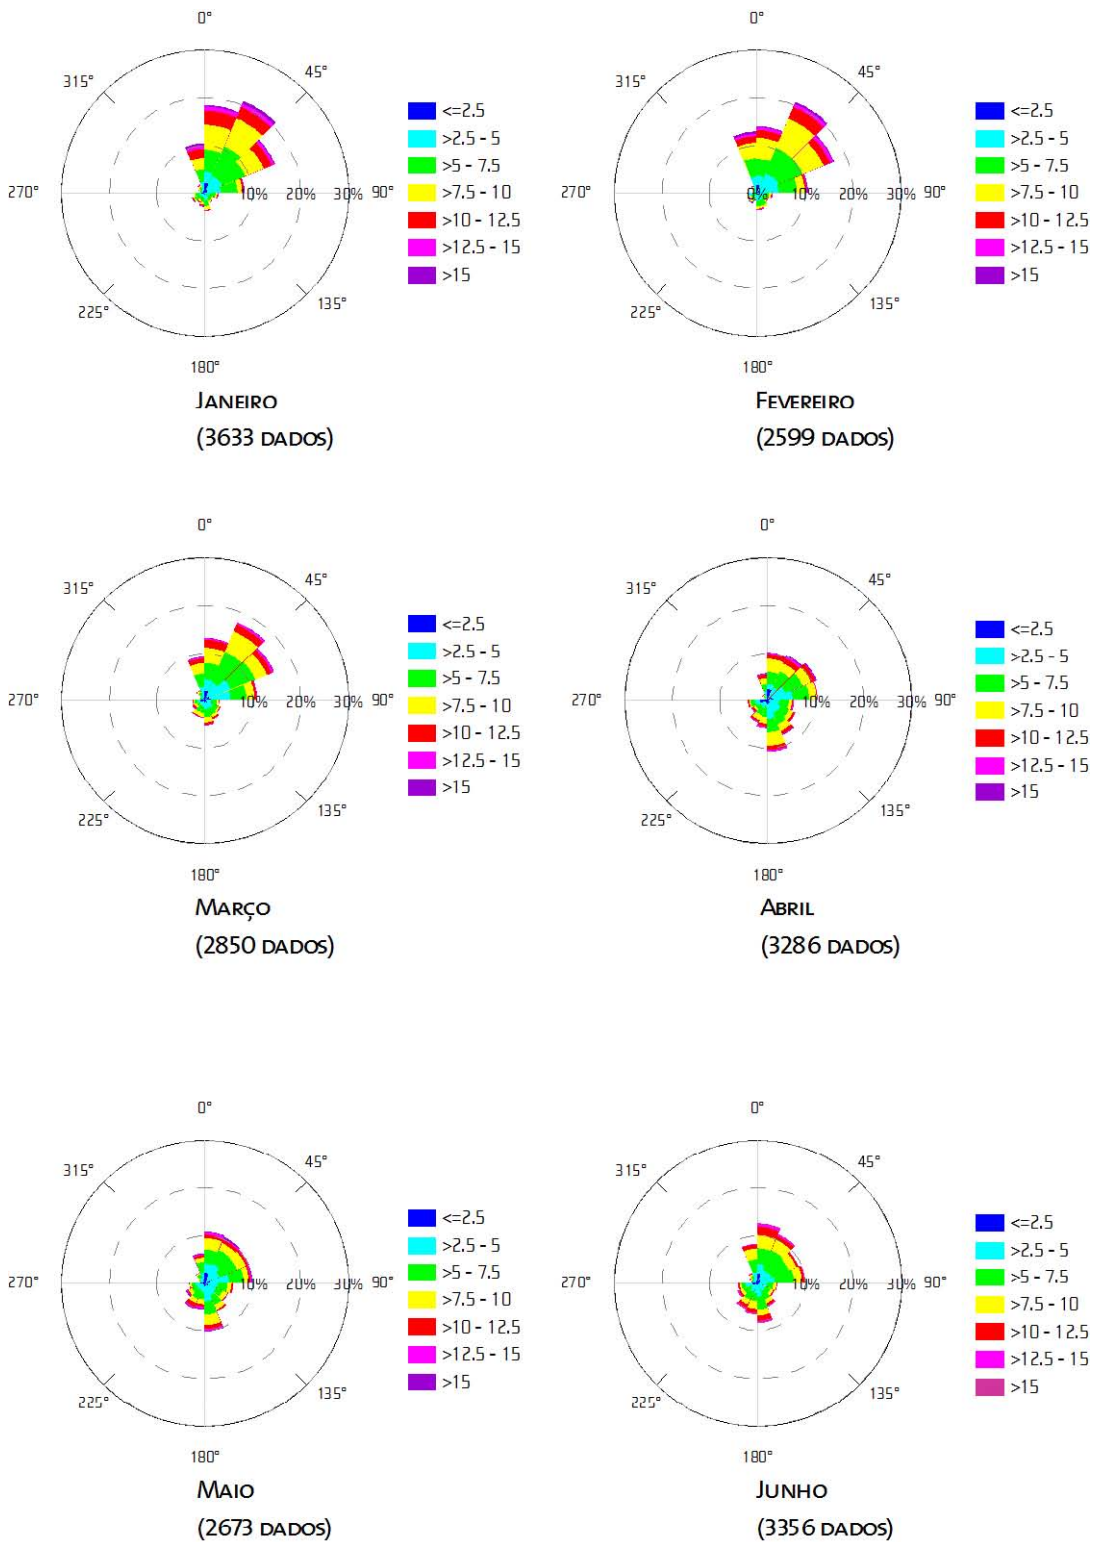 0°
0°
315°
45°
315°
45°
<=2.5
>2.5 - 5
>5 - 7.5
>7.5 - 10
>10 - 12.5
>12.5 - 15
>15
<=2.5
>2.5 - 5
>5 - 7.5
>7.5 - 10
>10 - 12.5
>12.5 - 15
>15
270°
10% 20% 30% 90°
270°
0% 10% 20% 30% 90°
225°
135°
225°
135°
180°
180°
JANEIRO
(3633 DADOS)
FEVEREIRO
(2599 DADOS)
0°
0°
315°
45°
315°
45°
<=2.5
>2.5 - 5
>5 - 7.5
>7.5 - 10
>10 - 12.5
>12.5 - 15
>15
<=2.5
>2.5 - 5
>5 - 7.5
>7.5 - 10
>10 - 12.5
>12.5 - 15
>15
270°
10% 20% 30% 90°
270°
10% 20% 30% 90°
225°
135°
225°
135°
180°
180°
MARÇO
(2850 DADOS)
ABRIL
(3286 DADOS)
0°
0°
315°
45°
315°
45°
<=2.5
>2.5 - 5
>5 - 7.5
>7.5 - 10
>10 - 12.5
>12.5 - 15
>15
<=2.5
>2.5 - 5
>5 - 7.5
>7.5 - 10
>10 - 12.5
>12.5 - 15
>15
270°
10% 20% 30% 90°
270°
10% 20% 30% 90°
225°
135°
225°
135°
180°
180°
MAIO
(2673 DADOS)
JUNHO
(3356 DADOS)